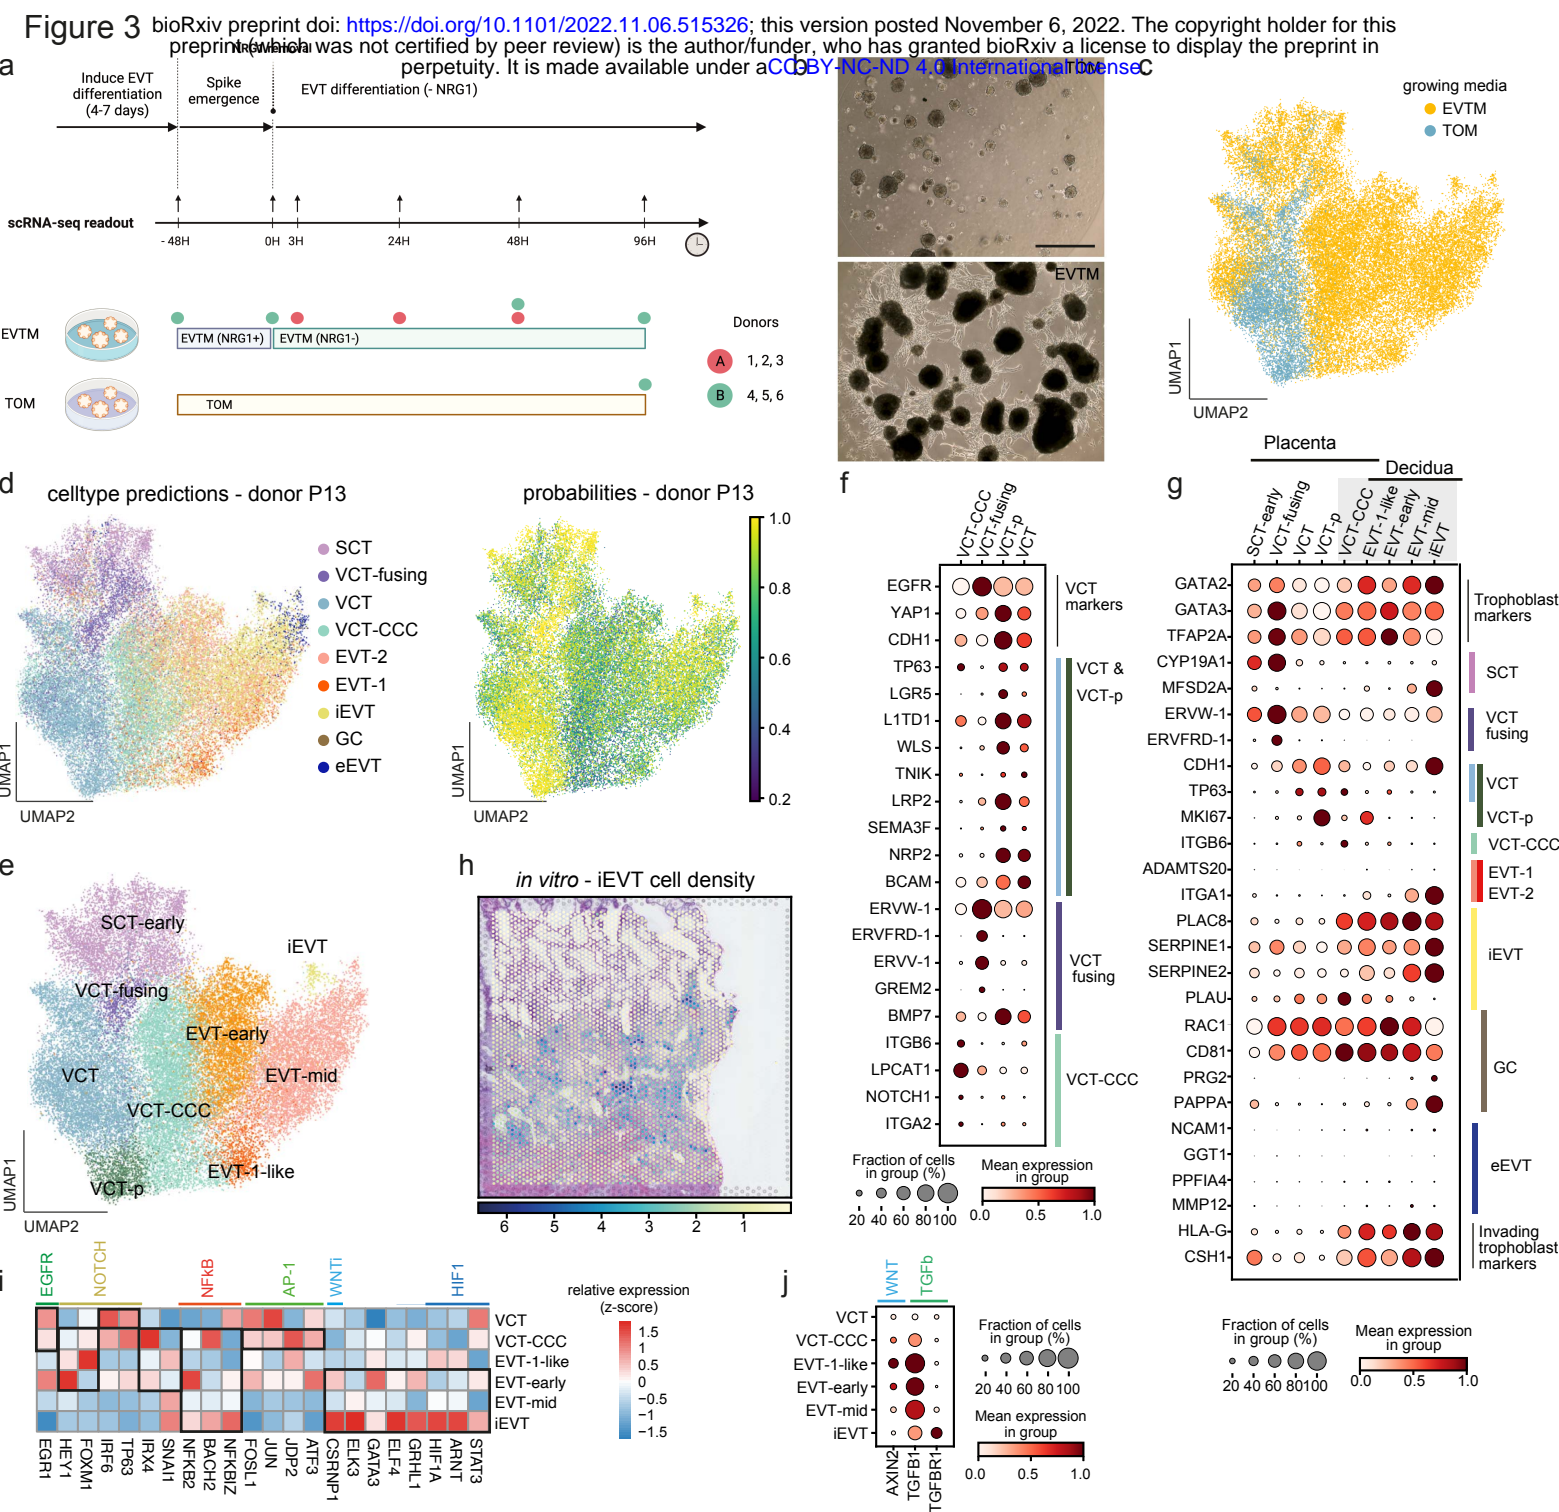 Figure 3
bioRxiv preprint doi: https://doi.org/10.1101/2022.11.06.515326; this version posted November 6, 2022. The copyright holder for this
preprint (which was not certified by peer review) is the author/funder, who has granted bioRxiv a license to display the preprint in
perpetuity. It is made available under aCC-BY-NC-ND 4.0 International license.
a
NRG1 removal
Induce EVT
differentiation
(4-7 days)
Spike
emergence
EVT differentiation (- NRG1)
scRNA-seq readout
- 48H
0H
3H
24H
48H
96H
EVTM
EVTM (NRG1+)
EVTM (NRG1-)
TOM
TOM
Donors
A
1, 2, 3
B
4, 5, 6
b
TOM
EVTM
c
growing media
EVTM
TOM
UMAP1
UMAP2
d
celltype predictions - donor P13
SCT
VCT-fusing
VCT
VCT-CCC
EVT-2
EVT-1
iEVT
GC
eEVT
UMAP1
UMAP2
probabilities - donor P13
1.0
0.8
0.6
0.4
0.2
UMAP1
UMAP2
e
SCT-early
iEVT
VCT-fusing
EVT-early
VCT
EVT-mid
VCT-CCC
EVT-1-like
VCT-p
UMAP1
UMAP2
f
VCT-CCC
VCT-fusing
VCT-p
VCT
EGFR
YAP1
CDH1
TP63
LGR5
L1TD1
WLS
TNIK
LRP2
SEMA3F
NRP2
BCAM
ERVW-1
ERVFRD-1
ERVV-1
GREM2
BMP7
ITGB6
LPCAT1
NOTCH1
ITGA2
VCT
markers
VCT &
VCT-p
VCT
fusing
VCT-CCC
Fraction of cells
in group (%)
20 40 60 80 100
Mean expression
in group
0.0 0.5 1.0
g
Placenta
Decidua
SCT-early
VCT-fusing
VCT
VCT-p
VCT-CCC
EVT-1-like
EVT-early
EVT-mid
iEVT
GATA2
GATA3
TFAP2A
CYP19A1
MFSD2A
ERVW-1
ERVFRD-1
CDH1
TP63
MKI67
ITGB6
ADAMTS20
ITGA1
PLAC8
SERPINE1
SERPINE2
PLAU
RAC1
CD81
PRG2
PAPPA
NCAM1
GGT1
PPFIA4
MMP12
HLA-G
CSH1
Trophoblast
markers
SCT
VCT
fusing
VCT
VCT-p
VCT-CCC
EVT-1
EVT-2
iEVT
GC
eEVT
Invading
trophoblast
markers
Fraction of cells
in group (%)
20 40 60 80 100
Mean expression
in group
0.0 0.5 1.0
h
in vitro - iEVT cell density
6 5 4 3 2 1
i
EGFR
NOTCH
NFkB
AP-1
WNTi
HIF1
VCT
VCT-CCC
EVT-1-like
EVT-early
EVT-mid
iEVT
EGR1
HEY1
FOXM1
IRF6
TP63
IRX4
SNAI1
NFKB2
BACH2
NFKBIZ
FOSL1
JUN
JDP2
ATF3
CSRNP1
ELK3
GATA3
ELF4
GRHL1
HIF1A
ARNT
STAT3
relative expression
(z-score)
1.5
1
0.5
0
−0.5
−1
−1.5
j
WNT
TGFb
VCT
VCT-CCC
EVT-1-like
EVT-early
EVT-mid
iEVT
AXIN2
TGFB1
TGFBR1
Fraction of cells
in group (%)
20 40 60 80 100
Mean expression
in group
0.0 0.5 1.0